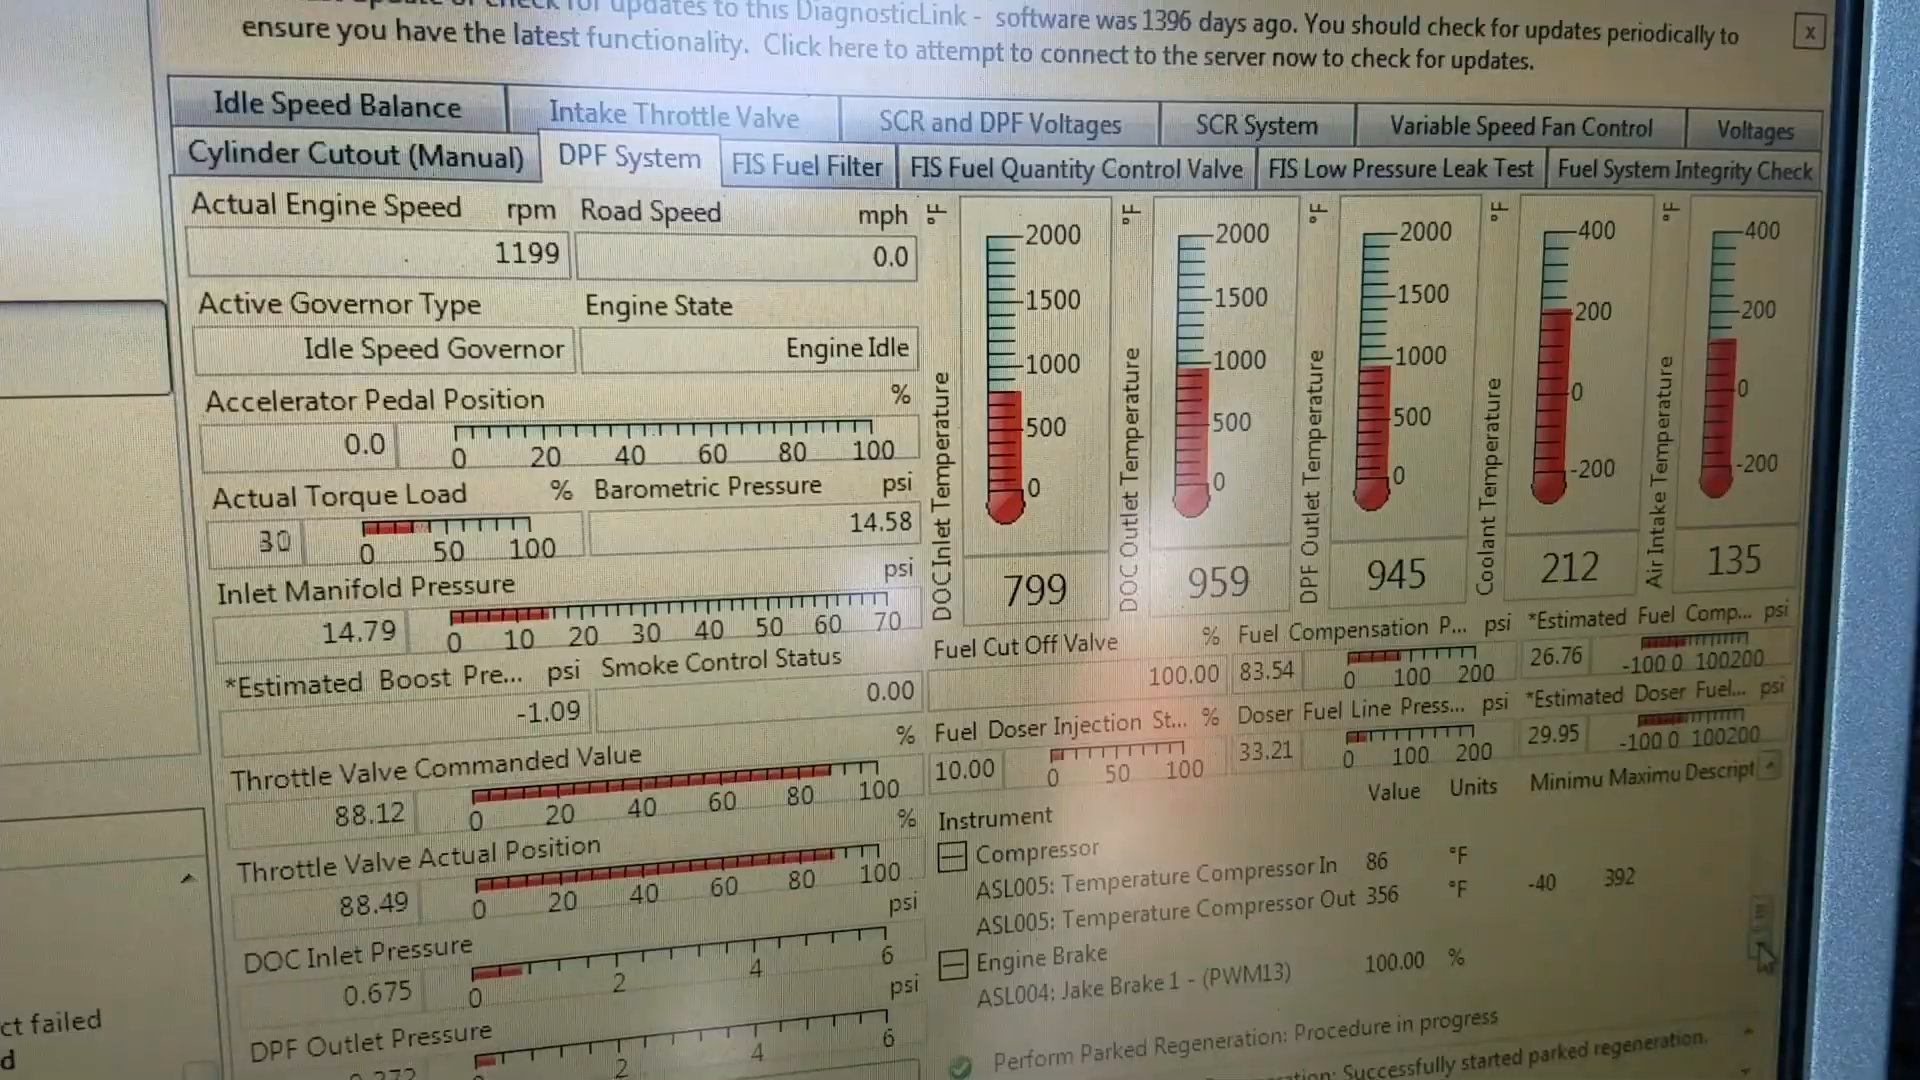 for updates to this DiagnosticLink - software was 1396 days ago. You should check for updates periodically to
ensure you have the latest functionality. Click here to attempt to connect to the server now to check for updates.
x
Idle Speed Balance
Intake Throttle Valve
SCR and DPF Voltages
SCR System
Variable Speed Fan Control
Voltages
Cylinder Cutout (Manual)
DPF System
FIS Fuel Filter
FIS Fuel Quantity Control Valve
FIS Low Pressure Leak Test
Fuel System Integrity Check
Actual Engine Speed rpm
1199
Road Speed mph
0.0
Active Governor Type
Idle Speed Governor
Engine State
Engine Idle
Accelerator Pedal Position %
0.0
0 20 40 60 80 100
Actual Torque Load %
30
0 50 100
Barometric Pressure psi
14.58
Inlet Manifold Pressure psi
14.79
0 10 20 30 40 50 60 70
*Estimated Boost Pre... psi
-1.09
Smoke Control Status
0.00
Throttle Valve Commanded Value %
88.12
0 20 40 60 80 100
Throttle Valve Actual Position %
88.49
0 20 40 60 80 100
DOC Inlet Pressure psi
0.675
0 2 4 6
DPF Outlet Pressure psi
2 4 6
DOC Inlet Temperature °F
2000
1500
1000
500
0
799
DOC Outlet Temperature °F
2000
1500
1000
500
0
959
DPF Outlet Temperature °F
2000
1500
1000
500
0
945
Coolant Temperature °F
400
200
0
-200
212
Air Intake Temperature °F
400
200
0
-200
135
Fuel Cut Off Valve %
100.00
Fuel Compensation P... psi
83.54
0 100 200
*Estimated Fuel Comp... psi
26.76
-100 0 100200
Fuel Doser Injection St... %
10.00
0 50 100
Doser Fuel Line Press... psi
33.21
0 100 200
*Estimated Doser Fuel... psi
29.95
-100 0 100200
Instrument Value Units Minimu Maximu Descript
Compressor
ASL005: Temperature Compressor In 86 °F
ASL005: Temperature Compressor Out 356 °F -40 392
Engine Brake
ASL004: Jake Brake 1 - (PWM13) 100.00 %
Perform Parked Regeneration: Procedure in progress
Successfully started parked regeneration.
ct failed
d